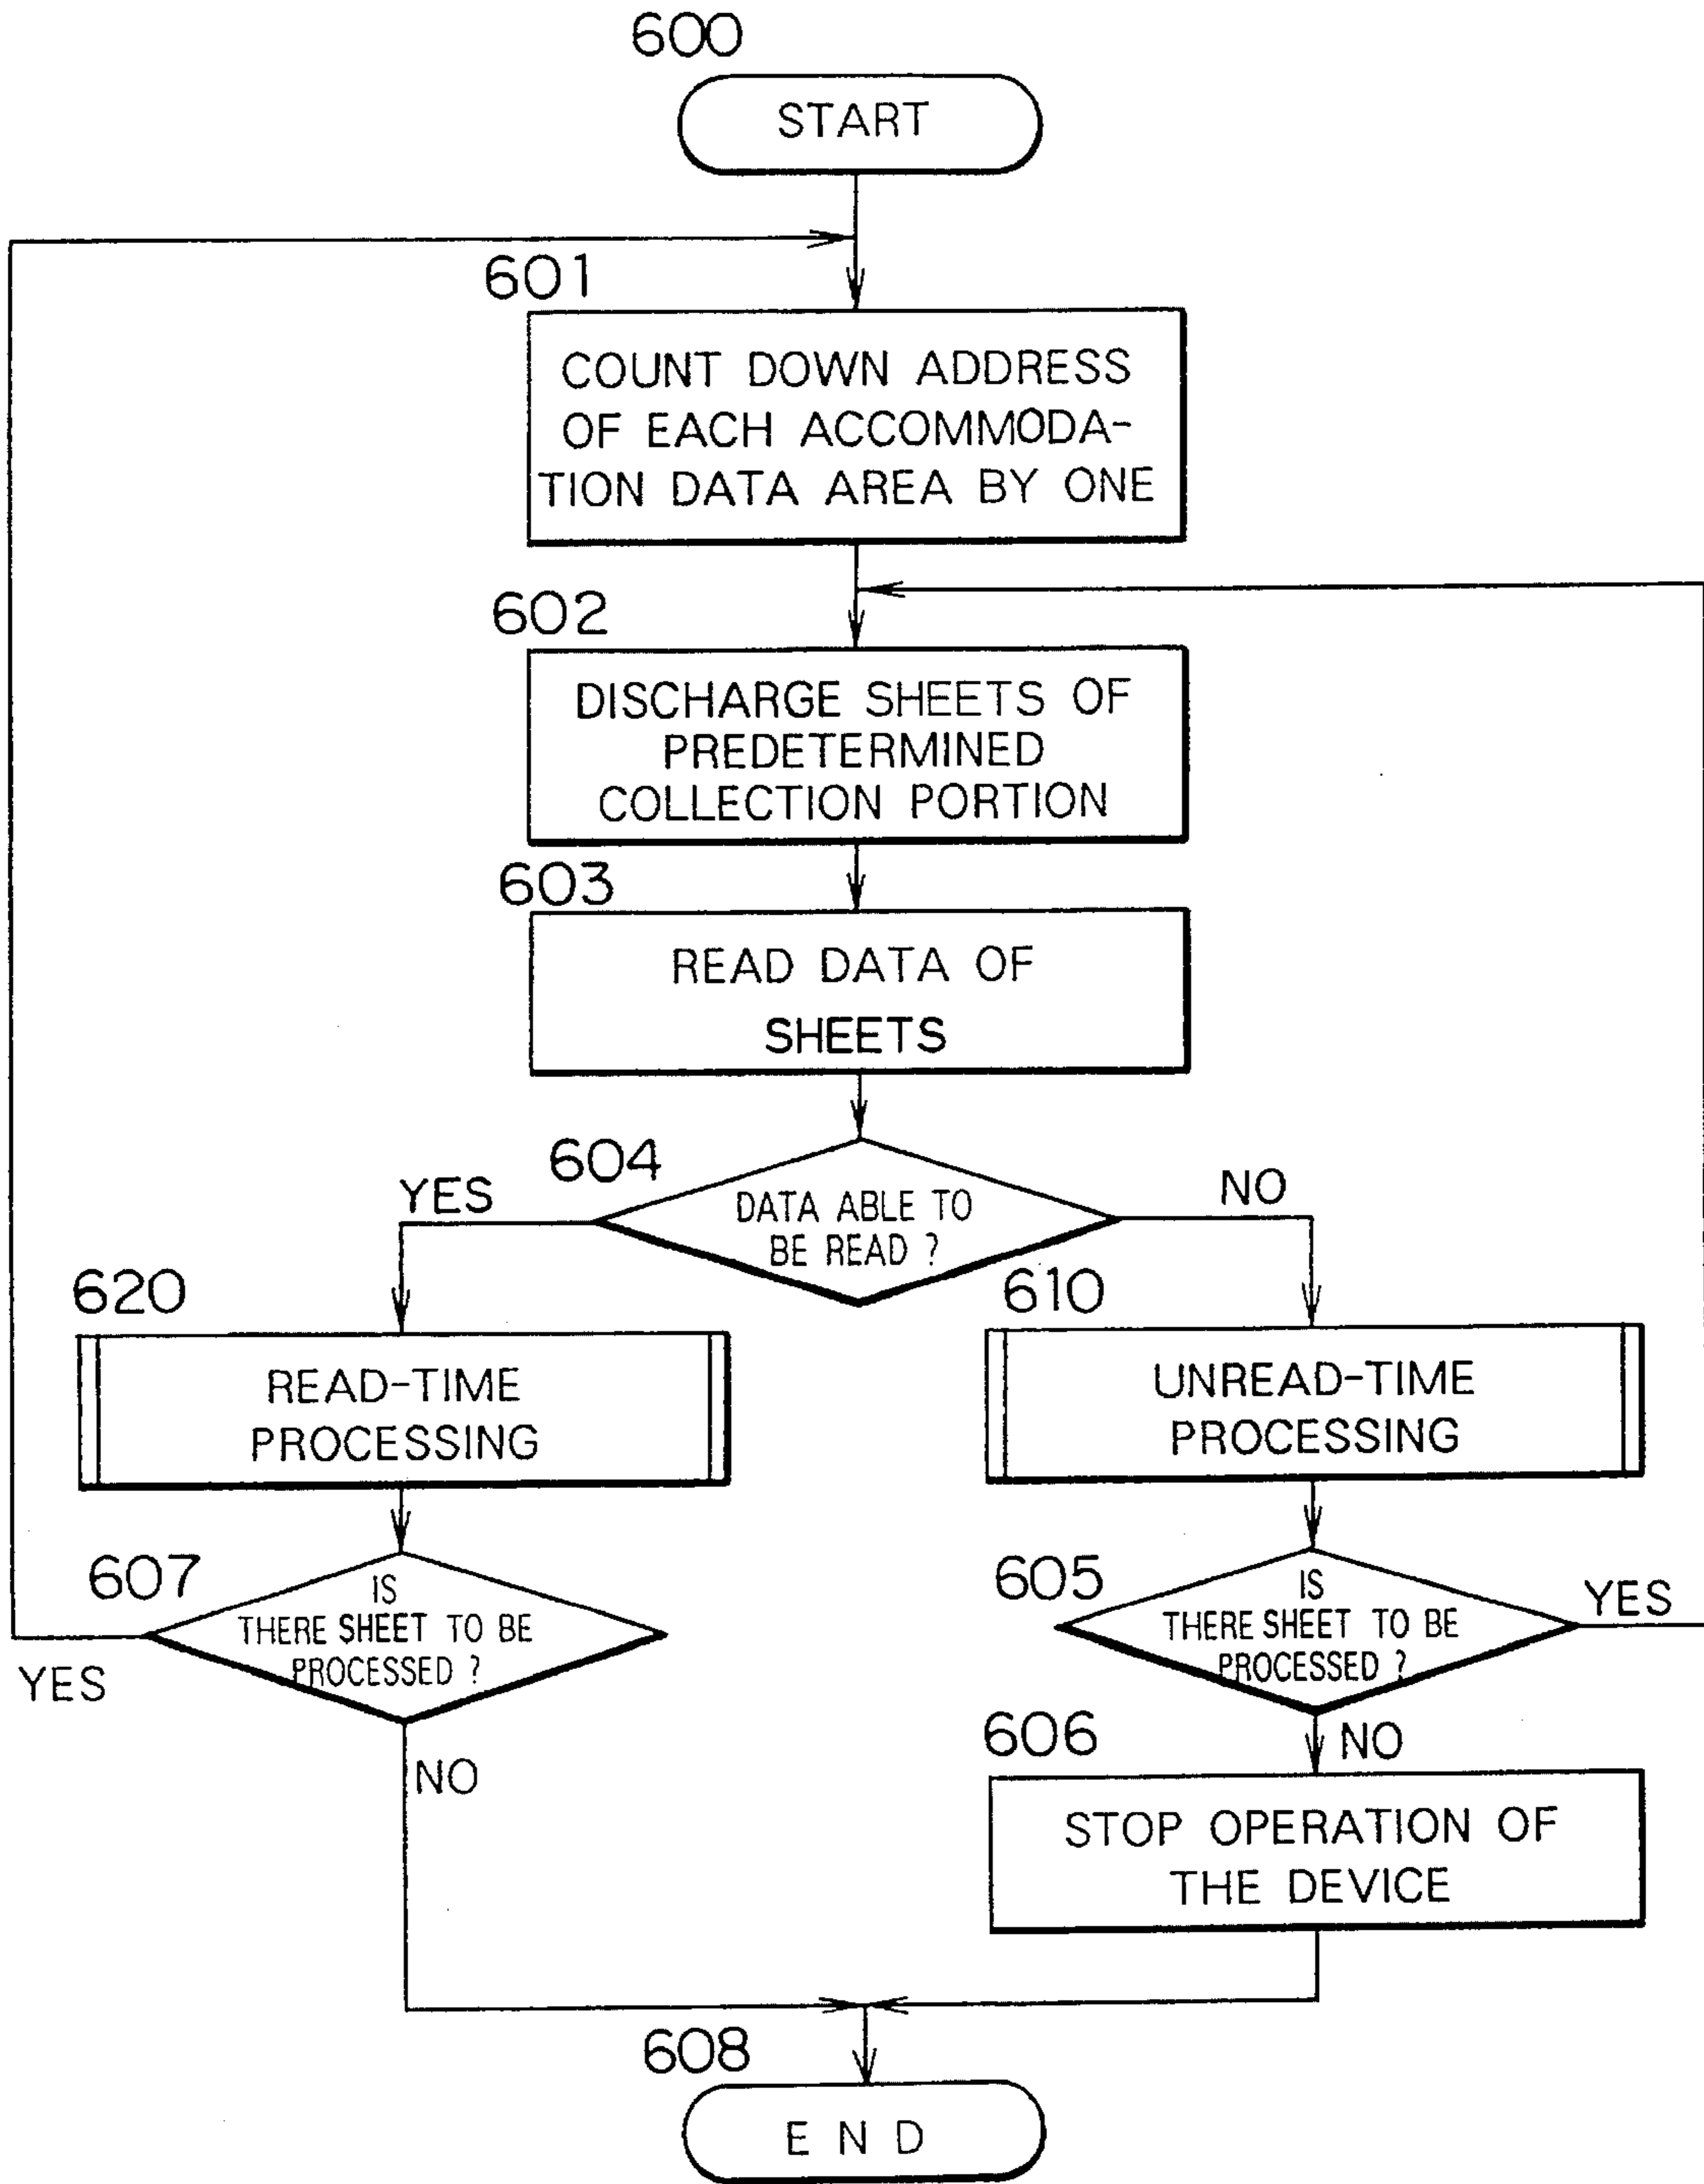 600
START
601
COUNT DOWN ADDRESS
OF EACH ACCOMMODA-
TION DATA AREA BY ONE
602
DISCHARGE SHEETS OF
PREDETERMINED
COLLECTION PORTION
603
READ DATA OF
SHEETS
604
YES
DATA ABLE TO
BE READ ?
NO
620
READ-TIME
PROCESSING
610
UNREAD-TIME
PROCESSING
607
IS
THERE SHEET TO BE
PROCESSED ?
YES
NO
605
IS
THERE SHEET TO BE
PROCESSED ?
YES
NO
606
STOP OPERATION OF
THE DEVICE
608
END